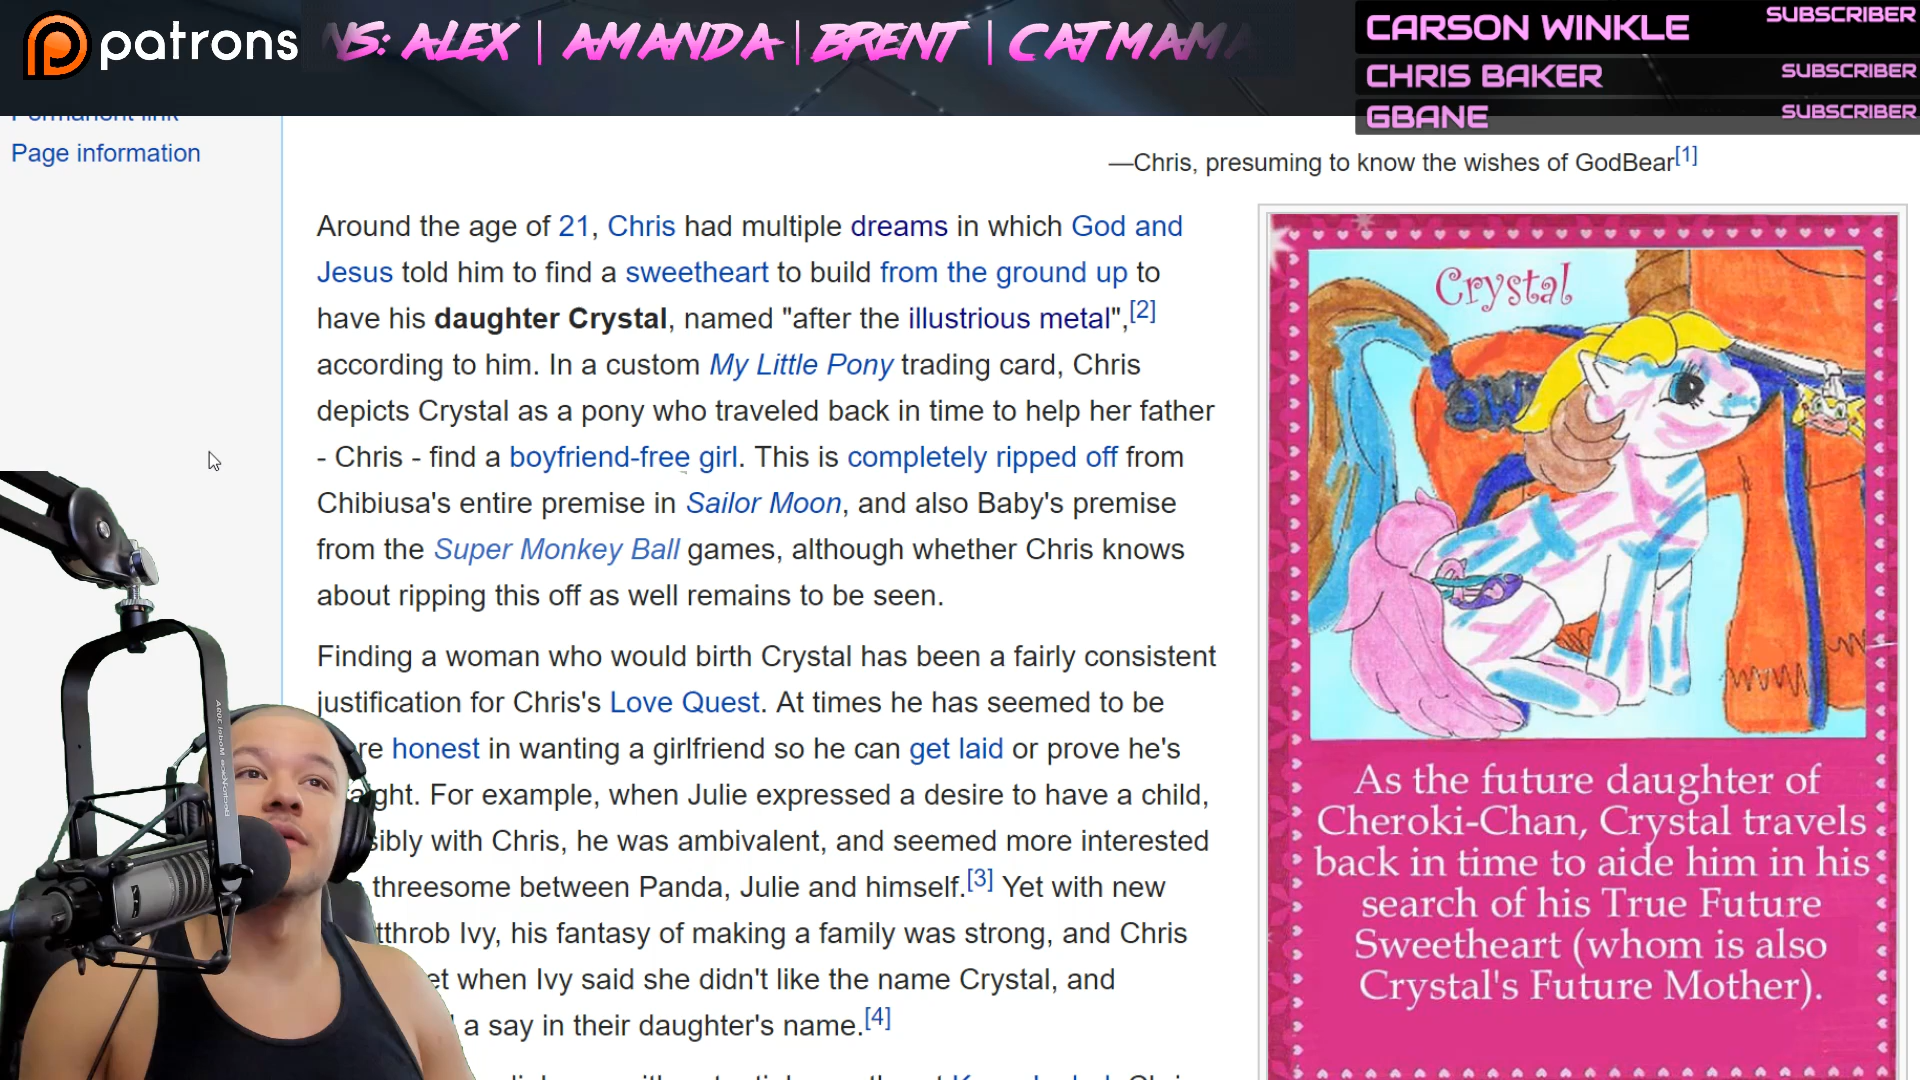 patrons
NS: ALEX | AMANDA | BRENT | CATMAMA
CARSON WINKLE SUBSCRIBER
CHRIS BAKER SUBSCRIBER
GBANE SUBSCRIBER
Permanent link
Page information
—Chris, presuming to know the wishes of GodBear[1]
Around the age of 21, Chris had multiple dreams in which God and
Jesus told him to find a sweetheart to build from the ground up to
have his daughter Crystal, named "after the illustrious metal",[2]
according to him. In a custom My Little Pony trading card, Chris
depicts Crystal as a pony who traveled back in time to help her father
- Chris - find a boyfriend-free girl. This is completely ripped off from
Chibiusa's entire premise in Sailor Moon, and also Baby's premise
from the Super Monkey Ball games, although whether Chris knows
about ripping this off as well remains to be seen.
Finding a woman who would birth Crystal has been a fairly consistent
justification for Chris's Love Quest. At times he has seemed to be
re honest in wanting a girlfriend so he can get laid or prove he's
aight. For example, when Julie expressed a desire to have a child,
sibly with Chris, he was ambivalent, and seemed more interested
threesome between Panda, Julie and himself.[3] Yet with new
tthrob Ivy, his fantasy of making a family was strong, and Chris
et when Ivy said she didn't like the name Crystal, and
a say in their daughter's name.[4]
Crystal
As the future daughter of
Cheroki-Chan, Crystal travels
back in time to aide him in his
search of his True Future
Sweetheart (whom is also
Crystal's Future Mother).